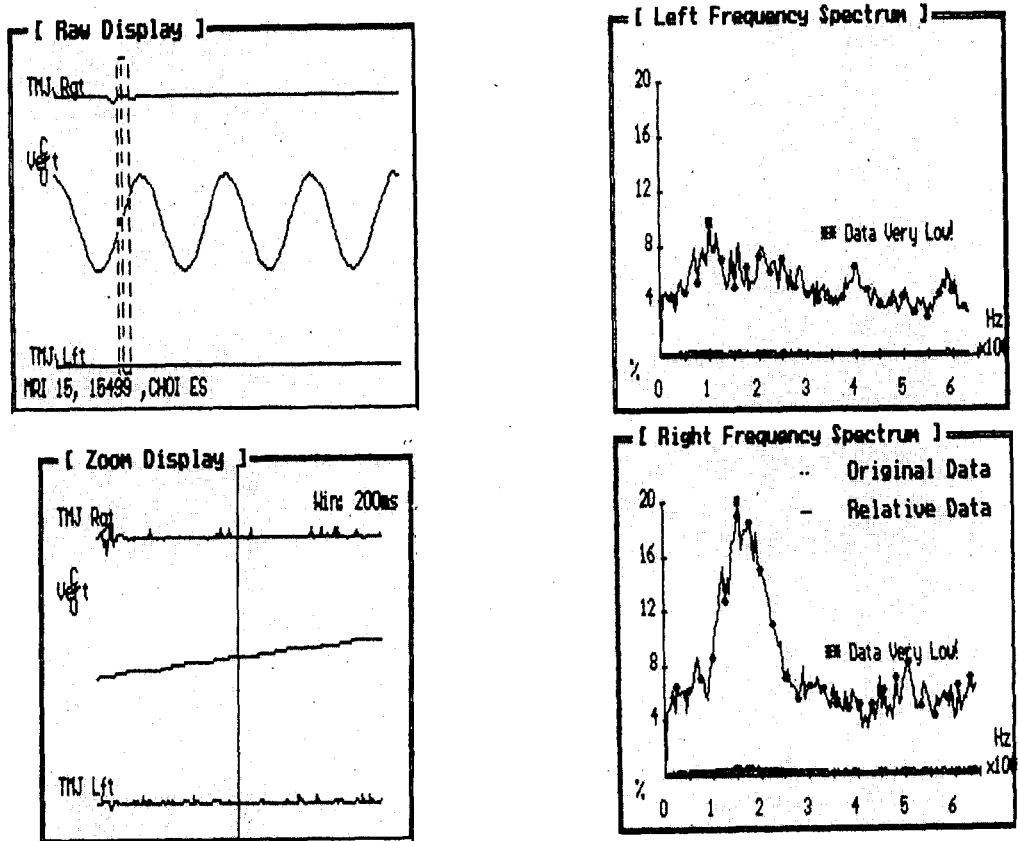 [ Raw Display ]
TMJ Rgt
Vert
TMJ Lft
MRI 15, 15499 ,CHOI ES
[ Left Frequency Spectrum ]
20
16
12
8
** Data Very Low!
4
Hz
x100
%
0 1 2 3 4 5 6
[ Zoom Display ]
Win: 200ms
TMJ Rgt
Vert
TMJ Lft
[ Right Frequency Spectrum ]
.. Original Data
— Relative Data
20
16
12
8
** Data Very Low!
4
Hz
%
0 1 2 3 4 5 6